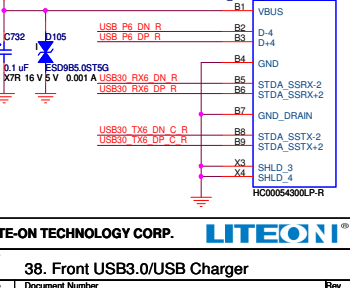 B1 VBUS
USB_P6_DN_R B2 D-4
USB_P6_DP_R B3 D+4
C732 D105
B4 GND
0.1 uF ESD9B5.0ST5G
X7R 16 V 5 V 0.001 A
USB30_RX6_DN_R B5 STDA_SSRX-2
USB30_RX6_DP_R B6 STDA_SSRX+2
B7 GND_DRAIN
USB30_TX6_DN_C_R B8 STDA_SSTX-2
USB30_TX6_DP_C_R B9 STDA_SSTX+2
X3 SHLD_3
X4 SHLD_4
HC00054300LP-R
TE-ON TECHNOLOGY CORP. LITEON ®
38. Front USB3.0/USB Charger
Document Number Rev